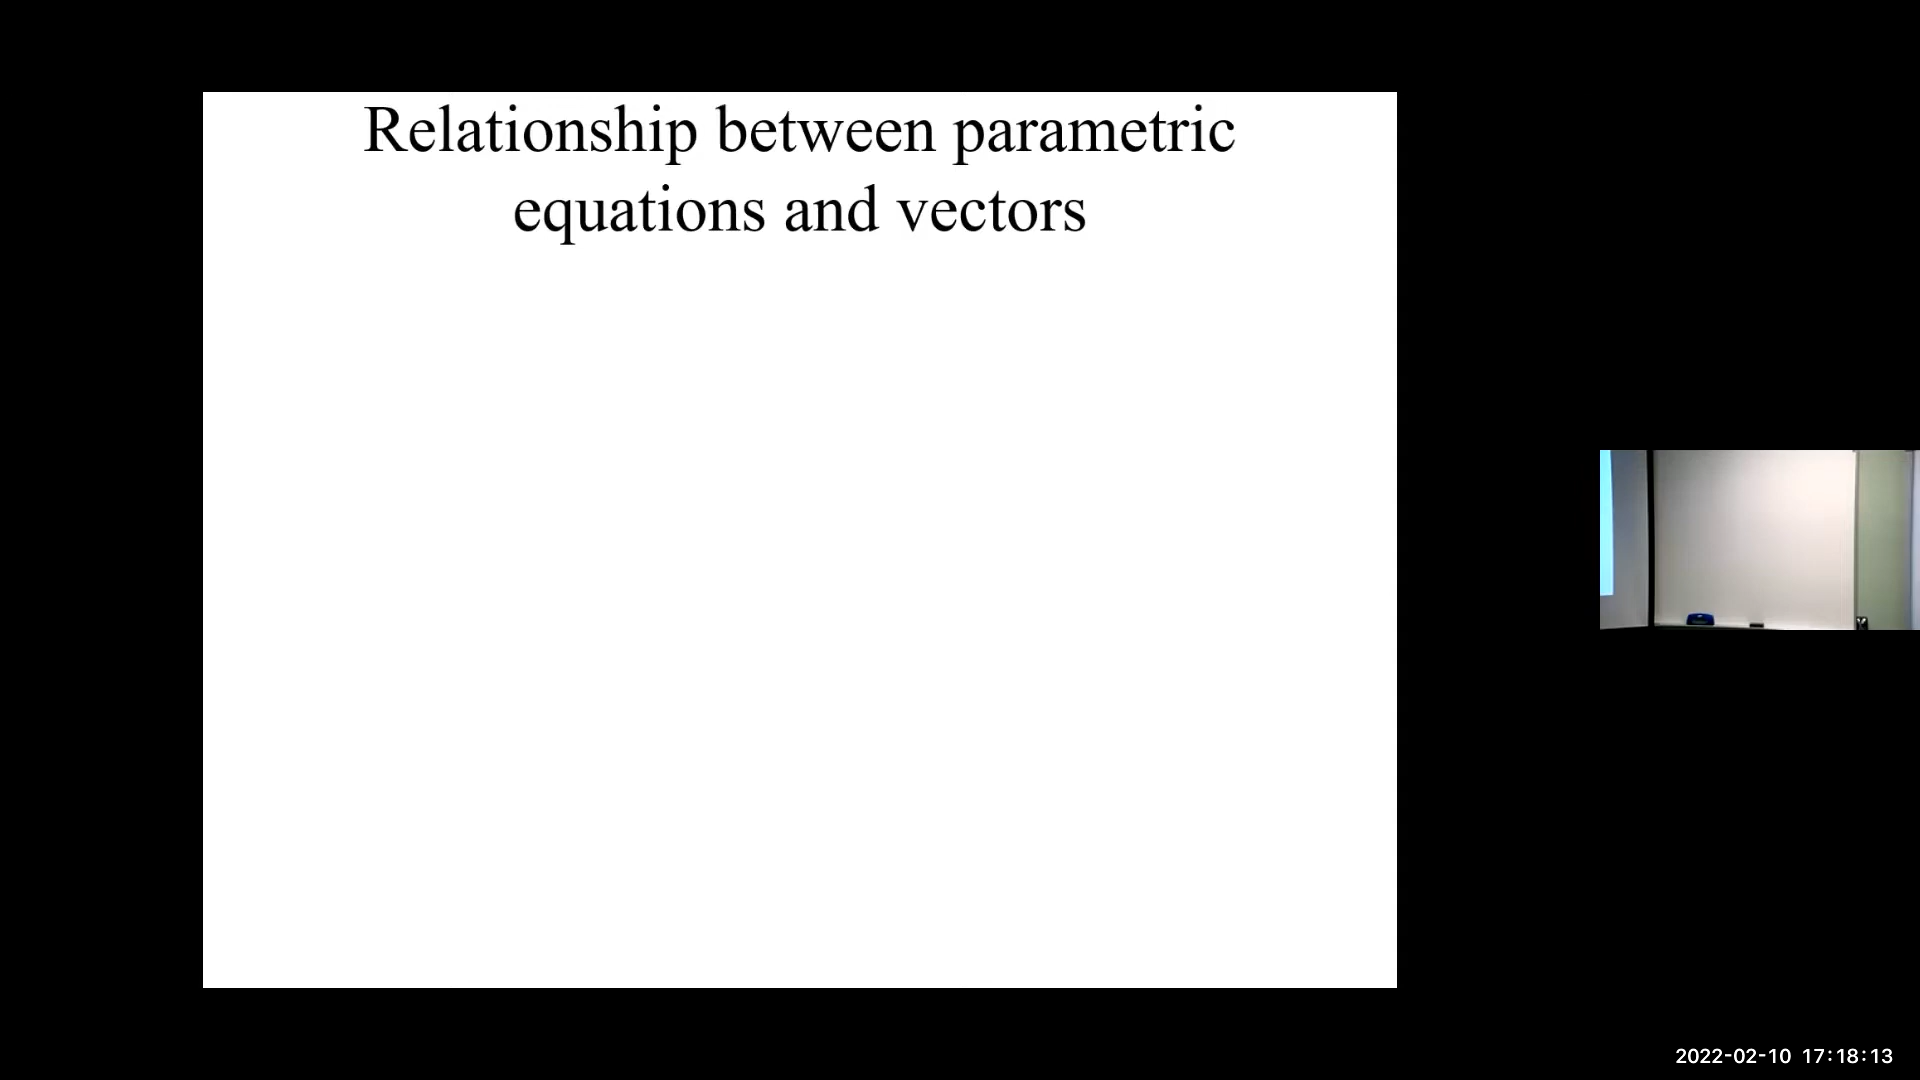 Relationship between parametric
equations and vectors
2022-02-10 17:18:13